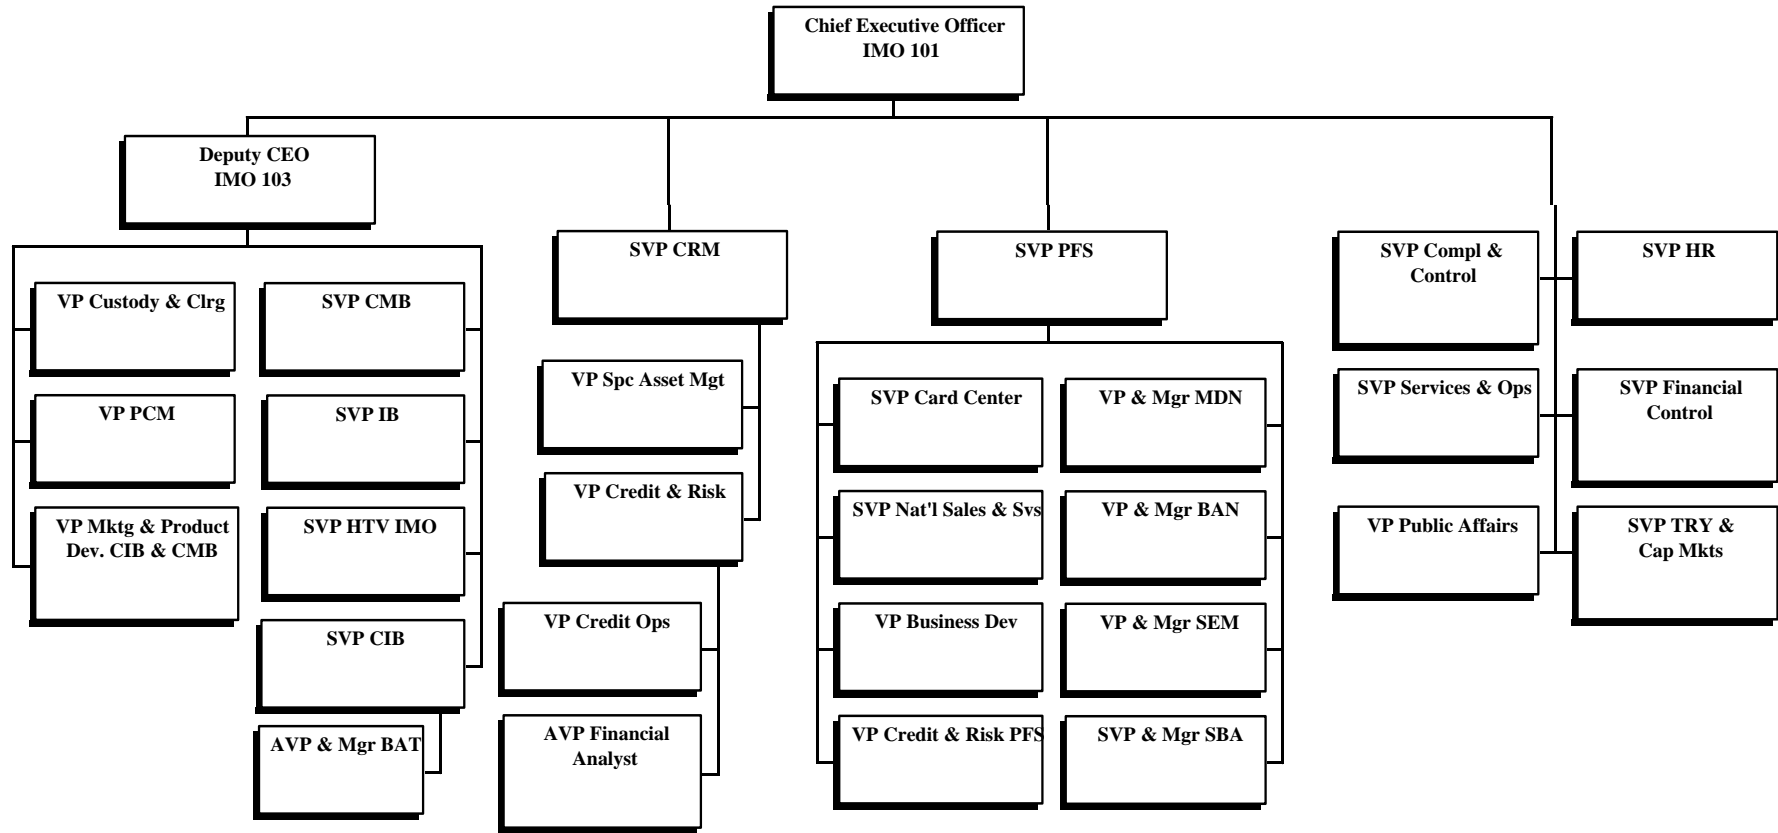 Chief Executive Officer
IMO 101
Deputy CEO
IMO 103
VP Custody & Clrg
SVP CMB
VP PCM
SVP IB
VP Mktg & Product
Dev. CIB & CMB
SVP HTV IMO
SVP CIB
AVP & Mgr BAT
SVP CRM
VP Spc Asset Mgt
VP Credit & Risk
VP Credit Ops
AVP Financial
Analyst
SVP PFS
SVP Card Center
VP & Mgr MDN
SVP Nat'l Sales & Svs
VP & Mgr BAN
VP Business Dev
VP & Mgr SEM
VP Credit & Risk PFS
SVP & Mgr SBA
SVP Compl &
Control
SVP HR
SVP Services & Ops
SVP Financial
Control
VP Public Affairs
SVP TRY &
Cap Mkts